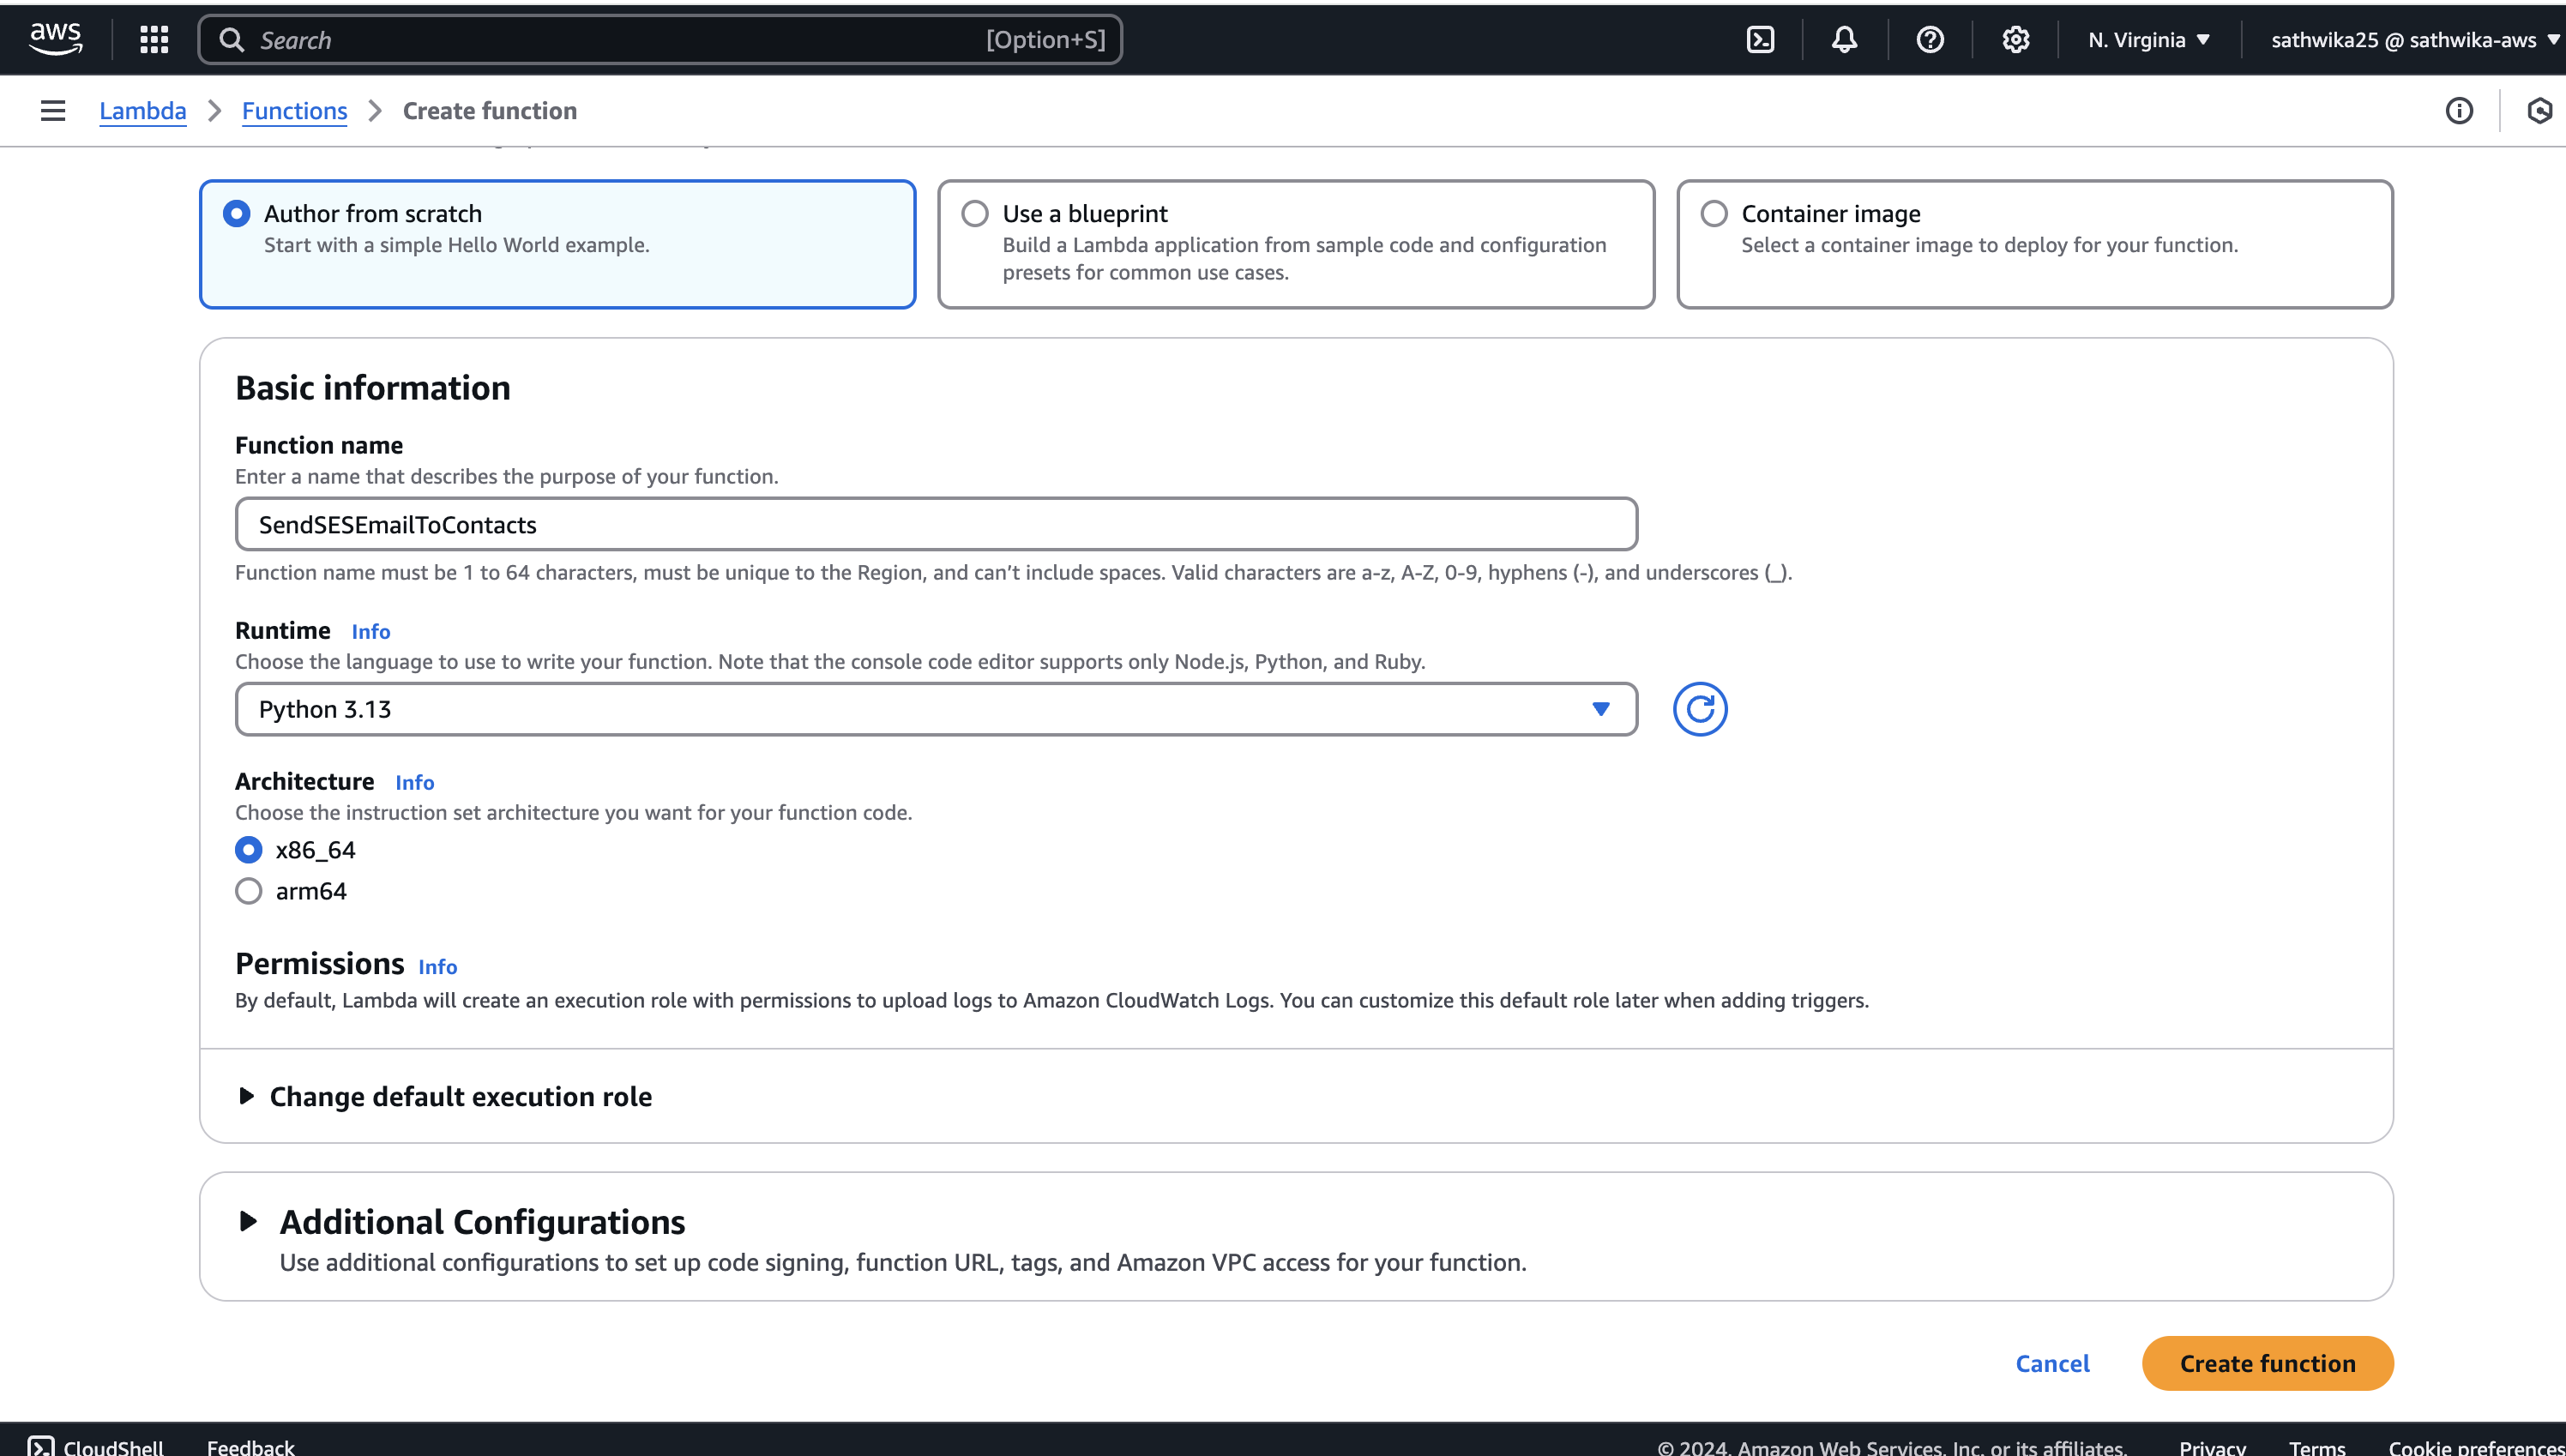 aws
Search
[Option+S]
N. Virginia
sathwika25 @ sathwika-aws
Lambda
Functions
Create function
Author from scratch
Start with a simple Hello World example.
Use a blueprint
Build a Lambda application from sample code and configuration
presets for common use cases.
Container image
Select a container image to deploy for your function.
Basic information
Function name
Enter a name that describes the purpose of your function.
SendSESEmailToContacts
Function name must be 1 to 64 characters, must be unique to the Region, and can’t include spaces. Valid characters are a-z, A-Z, 0-9, hyphens (-), and underscores (_).
Runtime Info
Choose the language to use to write your function. Note that the console code editor supports only Node.js, Python, and Ruby.
Python 3.13
Architecture Info
Choose the instruction set architecture you want for your function code.
x86_64
arm64
Permissions Info
By default, Lambda will create an execution role with permissions to upload logs to Amazon CloudWatch Logs. You can customize this default role later when adding triggers.
Change default execution role
Additional Configurations
Use additional configurations to set up code signing, function URL, tags, and Amazon VPC access for your function.
Cancel
Create function
CloudShell
Feedback
© 2024, Amazon Web Services, Inc. or its affiliates.
Privacy
Terms
Cookie preferences